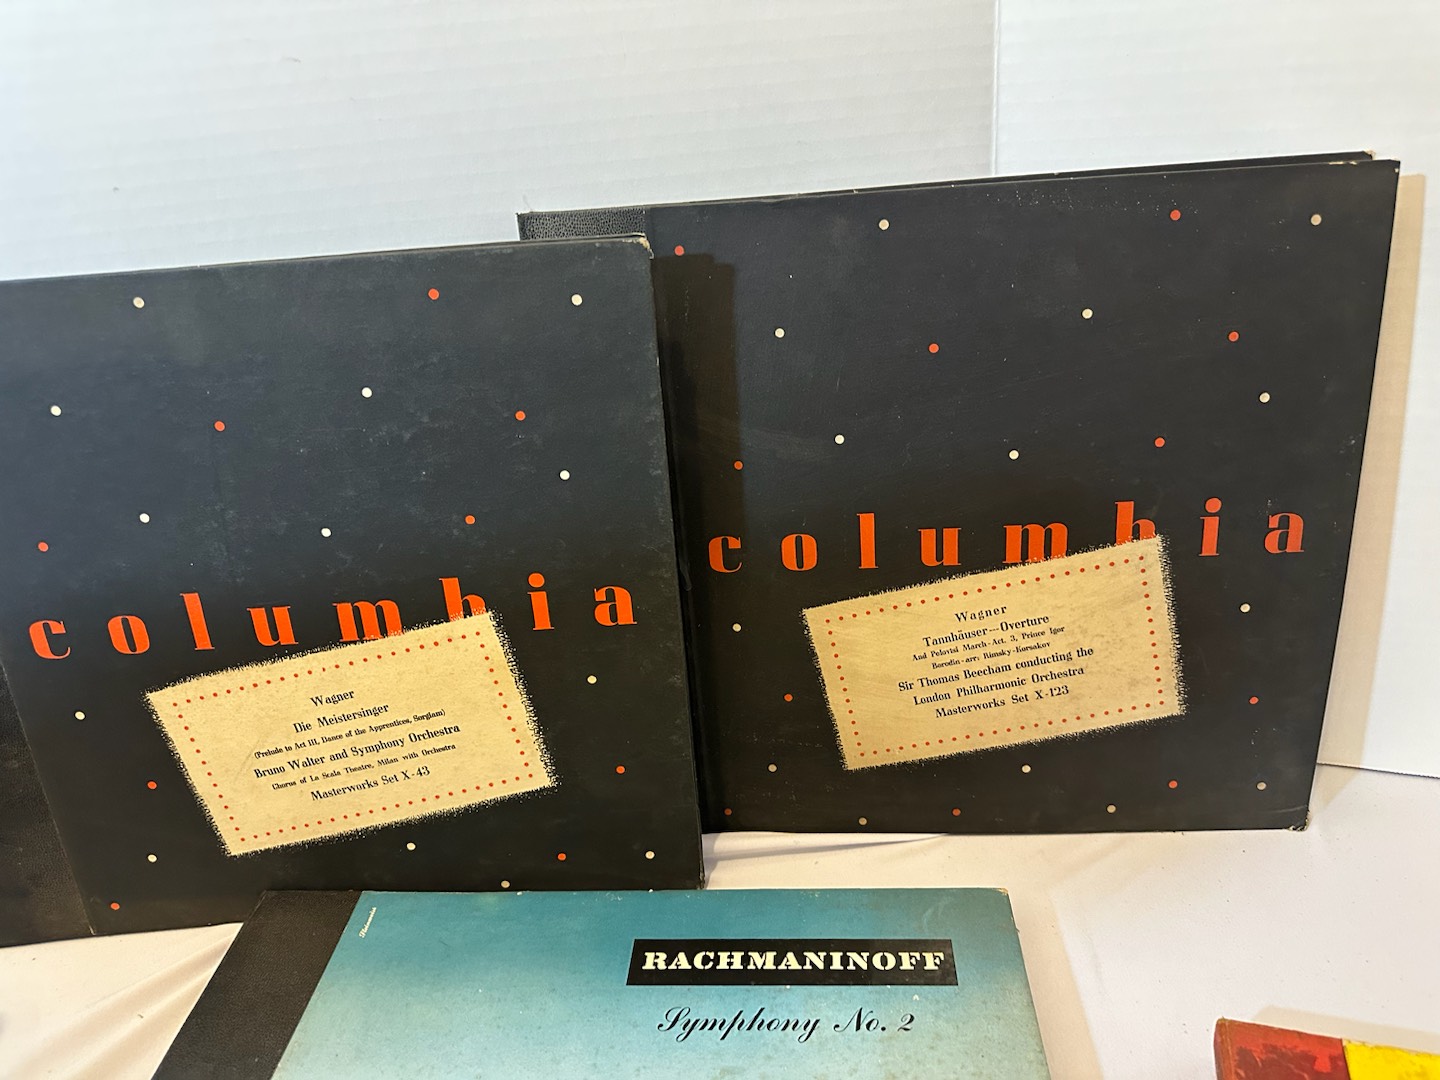 columbia
Wagner
Die Meistersinger
(Prelude to Act III, Dance of the Apprentices, Sorgiam)
Bruno Walter and Symphony Orchestra
Chorus of La Scala Theatre, Milan with Orchestra
Masterworks Set X-43
columbia
Wagner
Tannhäuser—Overture
And Polovtsi March-Act. 3, Prince Igor
Borodin-arr: Rimsky-Korsakov
Sir Thomas Beecham conducting the
London Philharmonic Orchestra
Masterworks Set X-123
RACHMANINOFF
Symphony No. 2